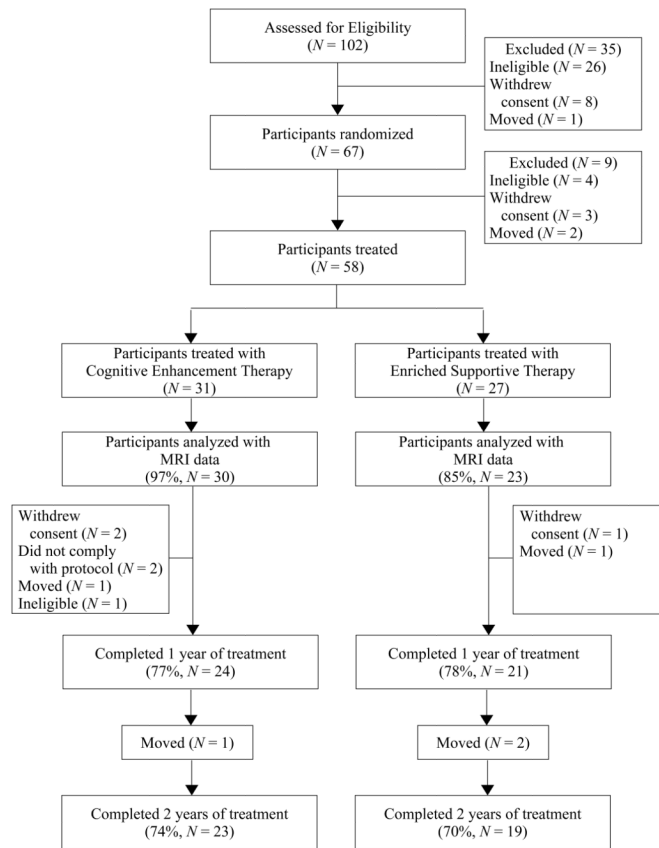 Assessed for Eligibility
(N = 102)
Excluded (N = 35)
Ineligible (N = 26)
Withdrew
consent (N = 8)
Moved (N = 1)
Participants randomized
(N = 67)
Excluded (N = 9)
Ineligible (N = 4)
Withdrew
consent (N = 3)
Moved (N = 2)
Participants treated
(N = 58)
Participants treated with
Cognitive Enhancement Therapy
(N = 31)
Participants treated with
Enriched Supportive Therapy
(N = 27)
Participants analyzed with
MRI data
(97%, N = 30)
Participants analyzed with
MRI data
(85%, N = 23)
Withdrew
consent (N = 2)
Did not comply
with protocol (N = 2)
Moved (N = 1)
Ineligible (N = 1)
Withdrew
consent (N = 1)
Moved (N = 1)
Completed 1 year of treatment
(77%, N = 24)
Completed 1 year of treatment
(78%, N = 21)
Moved (N = 1)
Moved (N = 2)
Completed 2 years of treatment
(74%, N = 23)
Completed 2 years of treatment
(70%, N = 19)